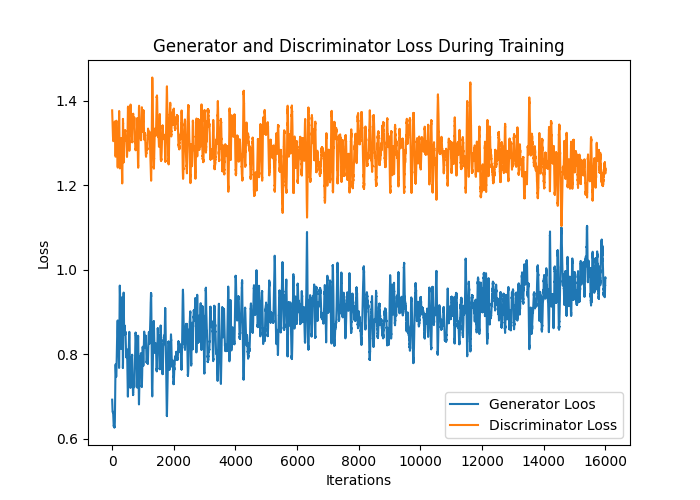 Generator and Discriminator Loss During Training
Loss
1.4
1.2
1.0
0.8
0.6
0 2000 4000 6000 8000 10000 12000 14000 16000
Iterations
Generator Loos
Discriminator Loss